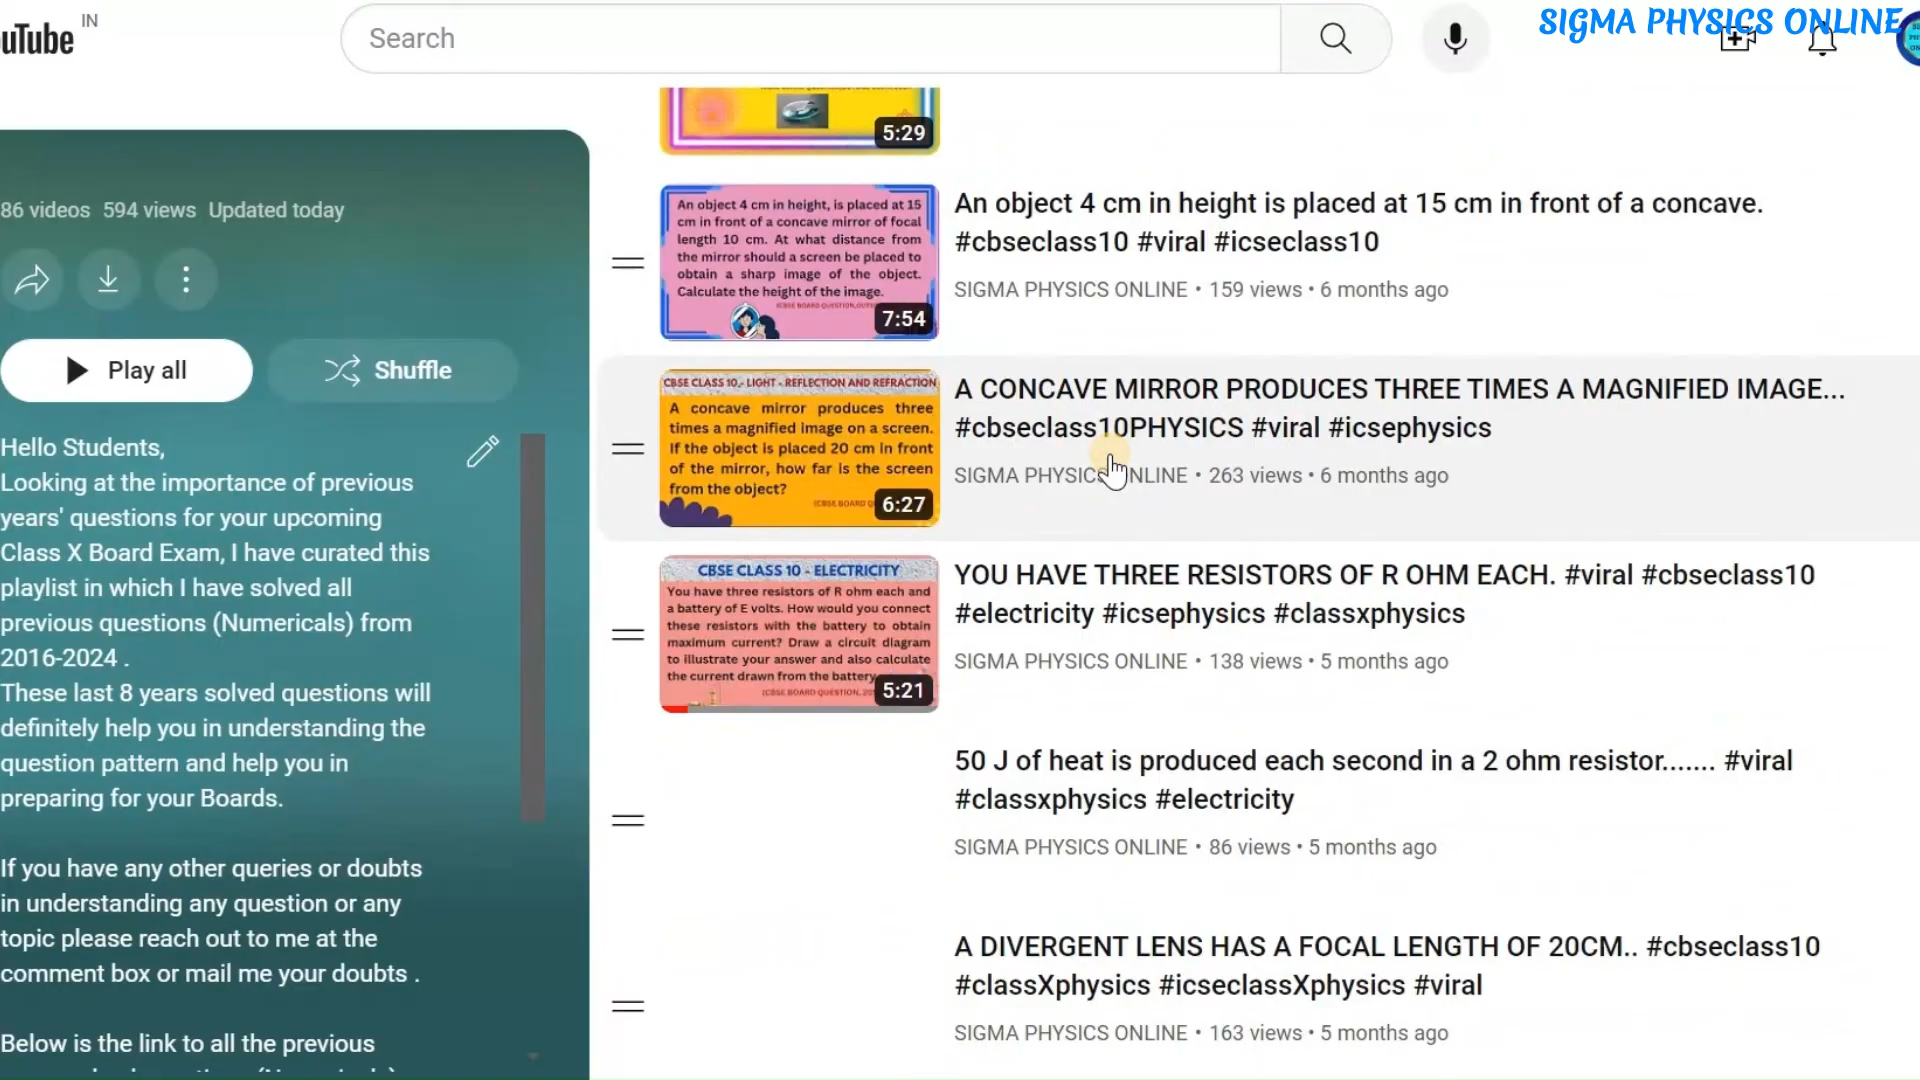 uTube IN
Search
SIGMA PHYSICS ONLINE
86 videos 594 views Updated today
Play all
Shuffle
Hello Students,
Looking at the importance of previous
years' questions for your upcoming
Class X Board Exam, I have curated this
playlist in which I have solved all
previous questions (Numericals) from
2016-2024 .
These last 8 years solved questions will
definitely help you in understanding the
question pattern and help you in
preparing for your Boards.
If you have any other queries or doubts
in understanding any question or any
topic please reach out to me at the
comment box or mail me your doubts .
Below is the link to all the previous
5:29
An object 4 cm in height, is placed at 15
cm in front of a concave mirror of focal
length 10 cm. At what distance from
the mirror should a screen be placed to
obtain a sharp image of the object.
Calculate the height of the image.
7:54
An object 4 cm in height is placed at 15 cm in front of a concave.
#cbseclass10 #viral #icseclass10
SIGMA PHYSICS ONLINE • 159 views • 6 months ago
CBSE CLASS 10,- LIGHT - REFLECTION AND REFRACTION
A concave mirror produces three
times a magnified image on a screen.
If the object is placed 20 cm in front
of the mirror, how far is the screen
from the object?
(CBSE BOARD
6:27
A CONCAVE MIRROR PRODUCES THREE TIMES A MAGNIFIED IMAGE...
#cbseclass10PHYSICS #viral #icsephysics
SIGMA PHYSICS ONLINE • 263 views • 6 months ago
CBSE CLASS 10 - ELECTRICITY
You have three resistors of R ohm each and
a battery of E volts. How would you connect
these resistors with the battery to obtain
maximum current? Draw a circuit diagram
to illustrate your answer and also calculate
the current drawn from the battery.
(CBSE BOARD QUESTION,
5:21
YOU HAVE THREE RESISTORS OF R OHM EACH. #viral #cbseclass10
#electricity #icsephysics #classxphysics
SIGMA PHYSICS ONLINE • 138 views • 5 months ago
50 J of heat is produced each second in a 2 ohm resistor....... #viral
#classxphysics #electricity
SIGMA PHYSICS ONLINE • 86 views • 5 months ago
A DIVERGENT LENS HAS A FOCAL LENGTH OF 20CM.. #cbseclass10
#classXphysics #icseclassXphysics #viral
SIGMA PHYSICS ONLINE • 163 views • 5 months ago